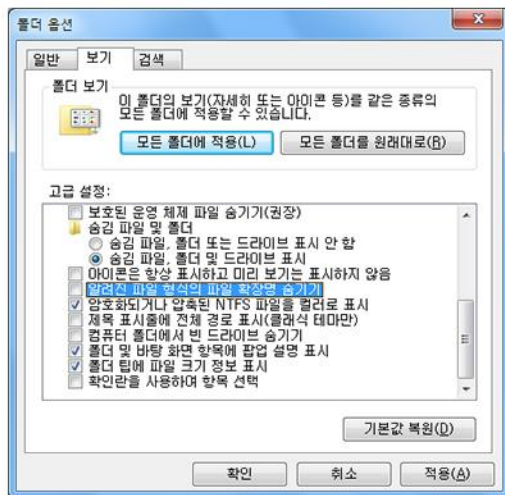 폴더 옵션
일반
보기
검색
폴더 보기
이 폴더의 보기(자세히 또는 아이콘 등)를 같은 종류의
모든 폴더에 적용할 수 있습니다.
모든 폴더에 적용(L)
모든 폴더를 원래대로(R)
고급 설정:
보호된 운영 체제 파일 숨기기(권장)
숨김 파일 및 폴더
숨김 파일, 폴더 또는 드라이브 표시 안 함
숨김 파일, 폴더 및 드라이브 표시
아이콘은 항상 표시하고 미리 보기는 표시하지 않음
알려진 파일 형식의 파일 확장명 숨기기
암호화되거나 압축된 NTFS 파일을 컬러로 표시
제목 표시줄에 전체 경로 표시(클래식 테마만)
컴퓨터 폴더에서 빈 드라이브 숨기기
폴더 및 바탕 화면 항목에 팝업 설명 표시
폴더 팁에 파일 크기 정보 표시
확인란을 사용하여 항목 선택
기본값 복원(D)
확인
취소
적용(A)